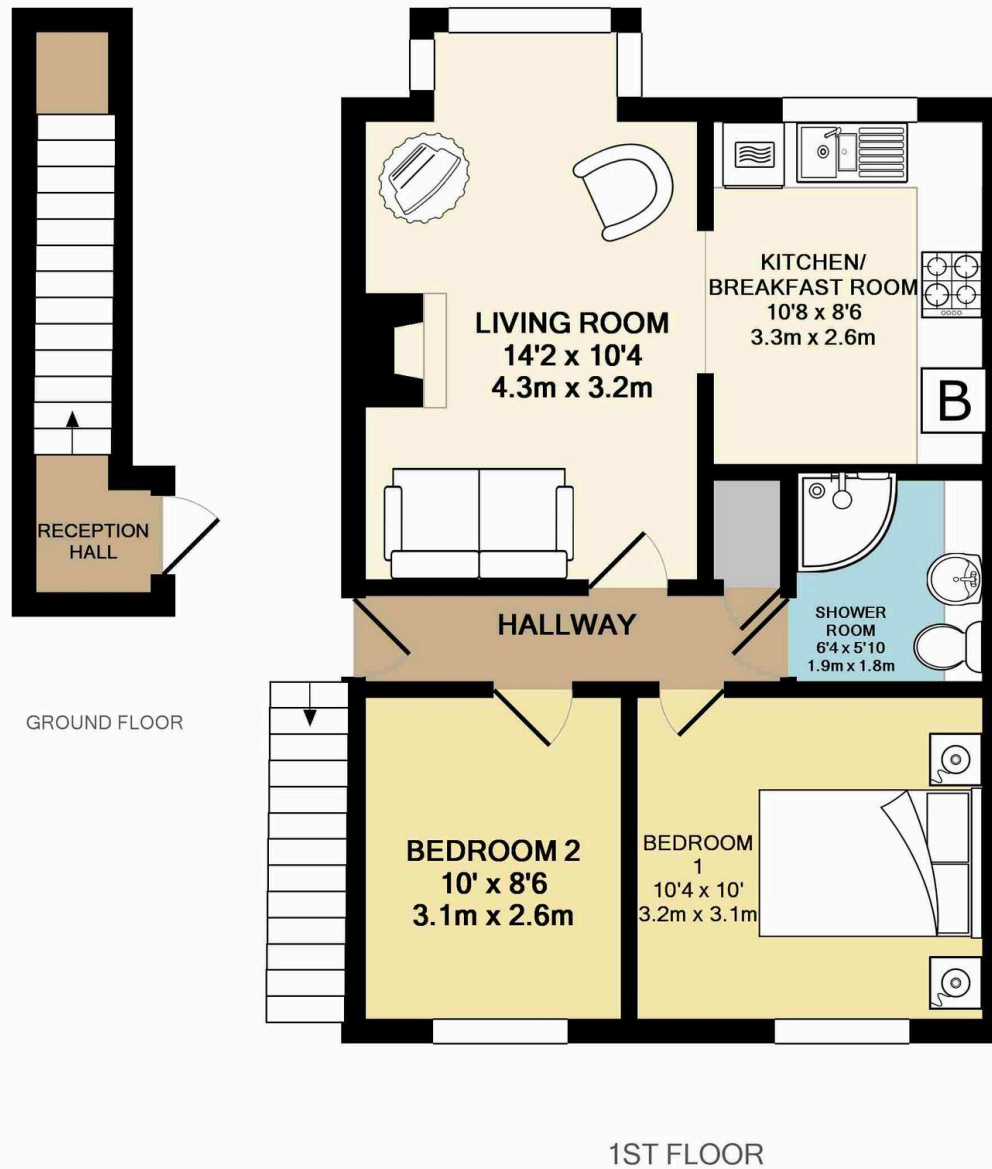 LIVING ROOM
14'2 x 10'4
4.3m x 3.2m
KITCHEN/
BREAKFAST ROOM
10'8 x 8'6
3.3m x 2.6m
B
RECEPTION
HALL
HALLWAY
SHOWER
ROOM
6'4 x 5'10
1.9m x 1.8m
GROUND FLOOR
BEDROOM 2
10' x 8'6
3.1m x 2.6m
BEDROOM
1
10'4 x 10'
3.2m x 3.1m
1ST FLOOR